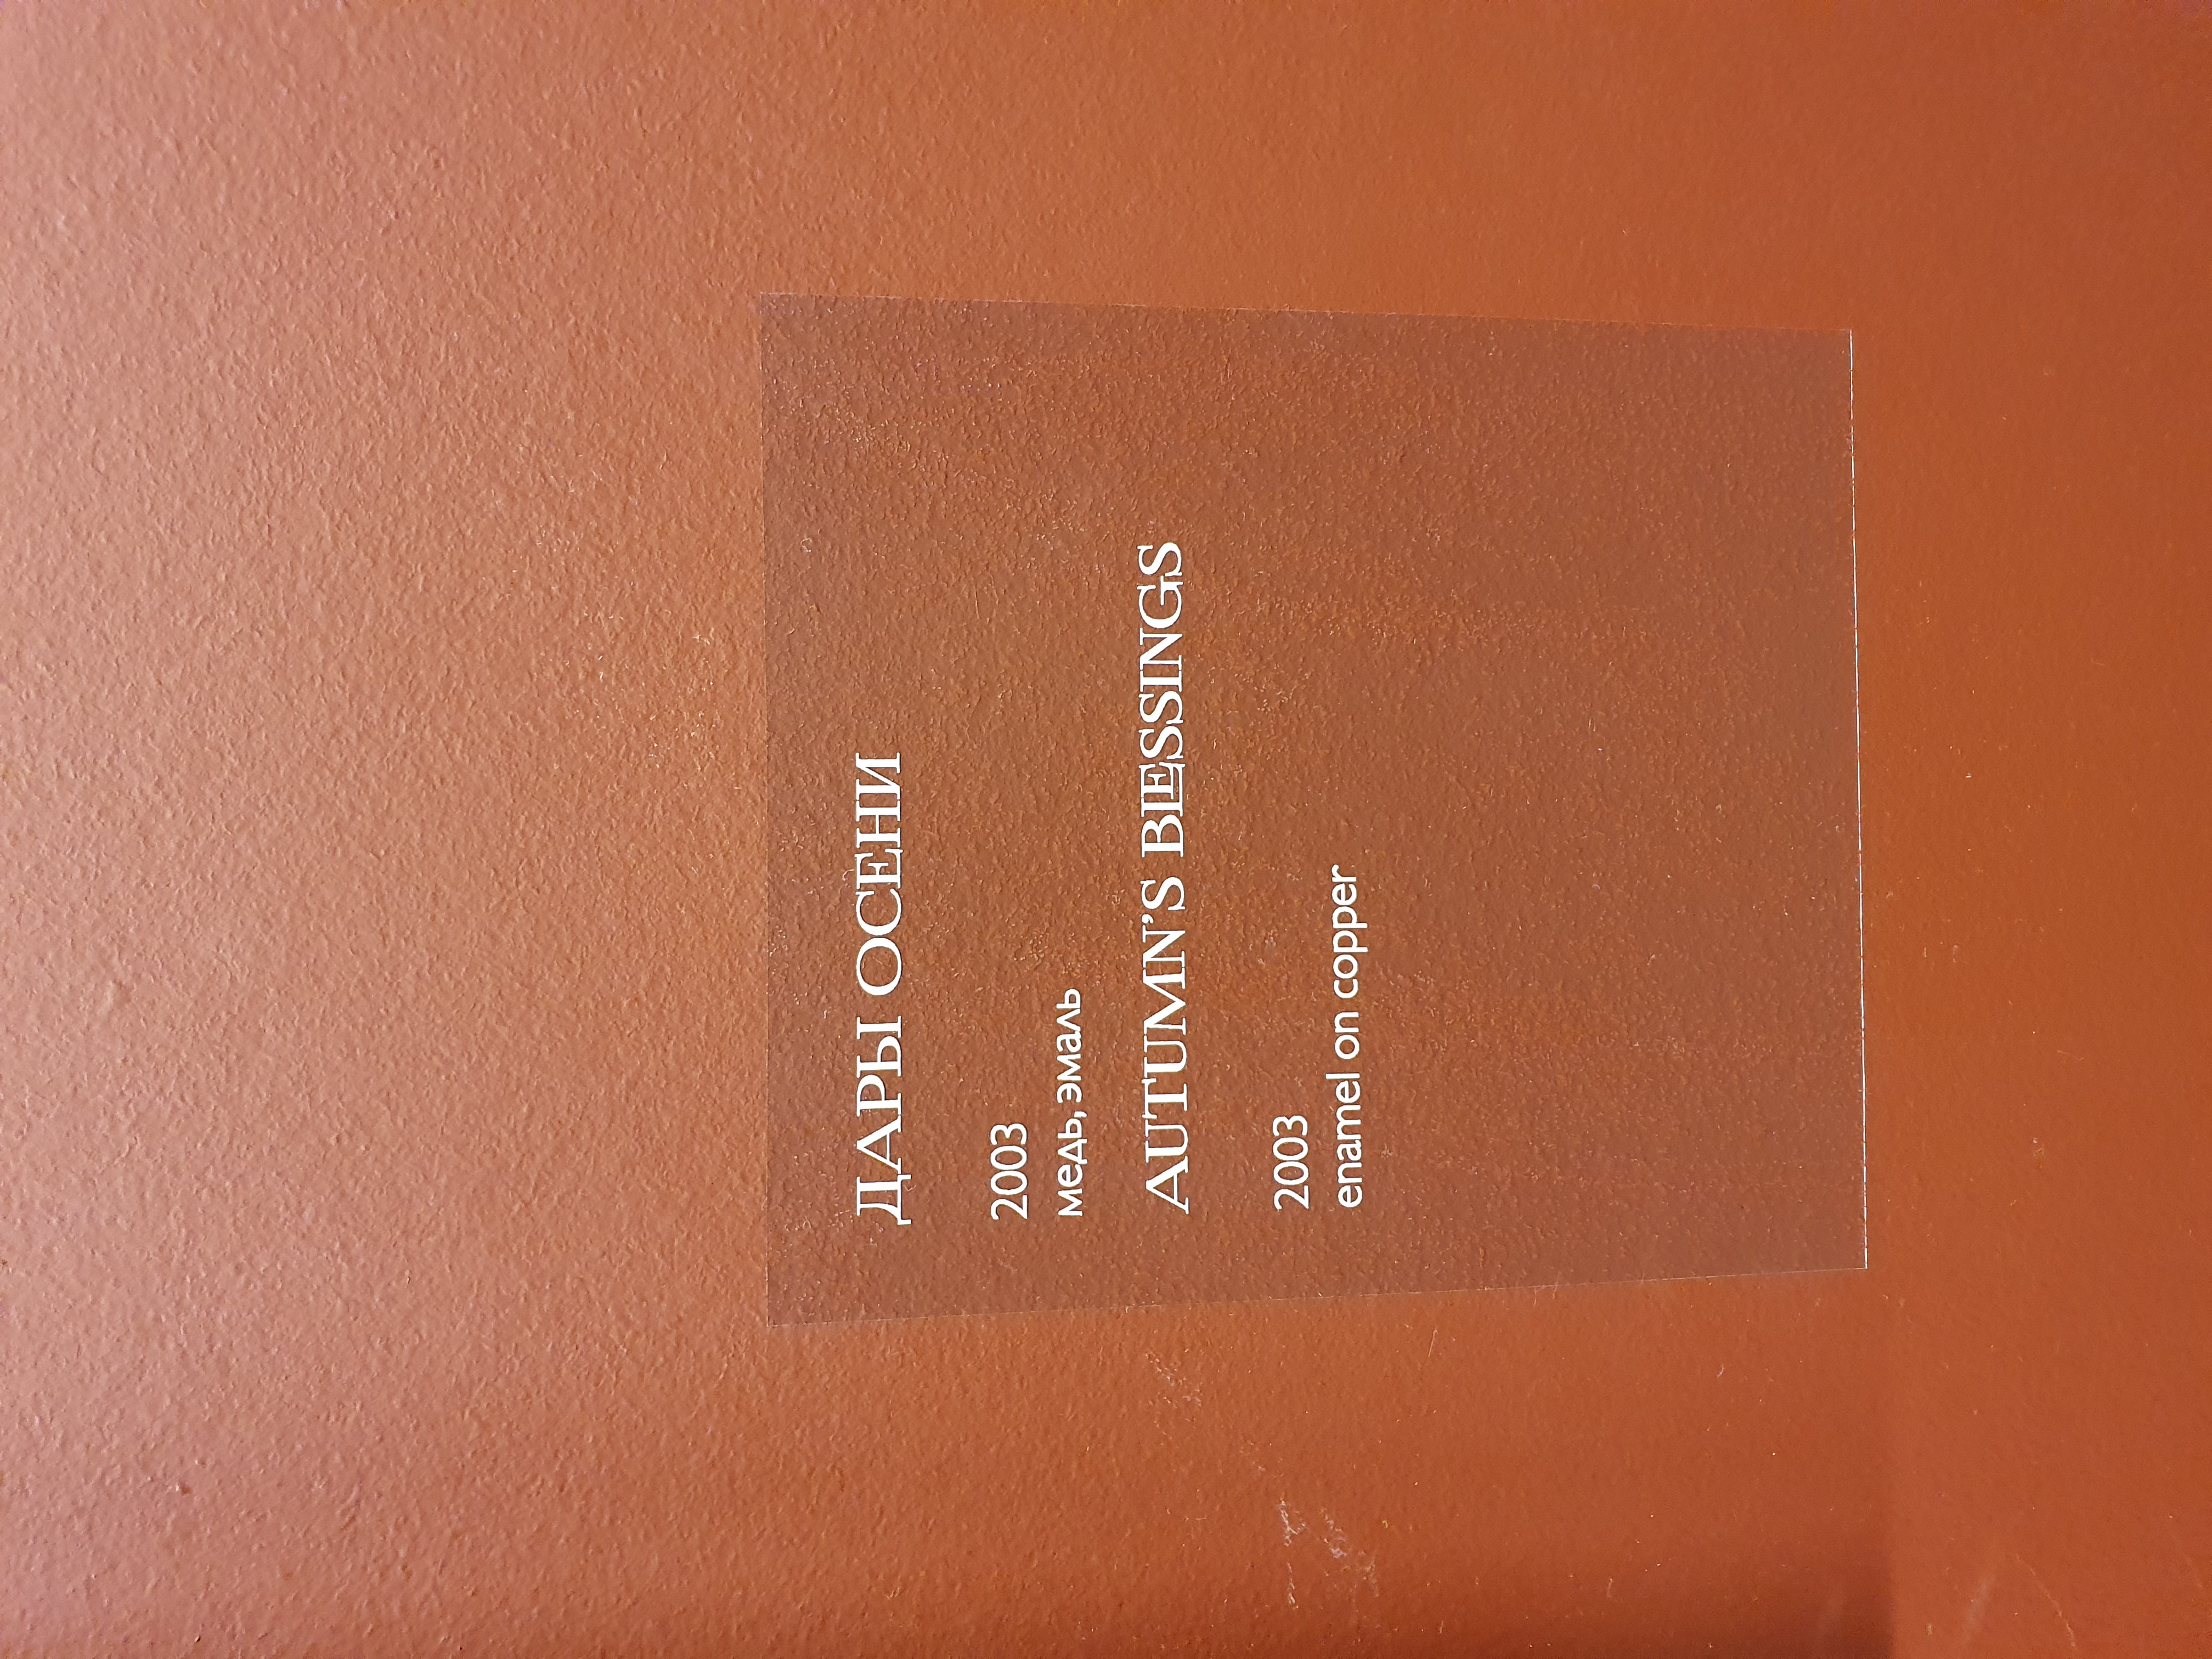 ДАРЫ ОСЕНИ
2003
медь, эмаль
AUTUMN'S BLESSINGS
2003
enamel on copper